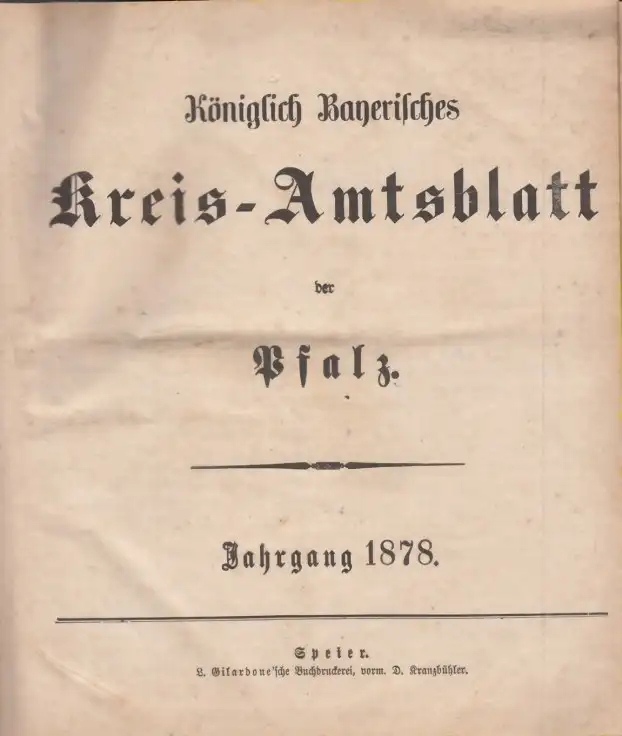 Königlich Bayerisches
Kreis-Amtsblatt
der
Pfalz.
Jahrgang 1878.
Speier.
L. Gilardone'sche Buchdruckerei, vorm. D. Kranzbühler.